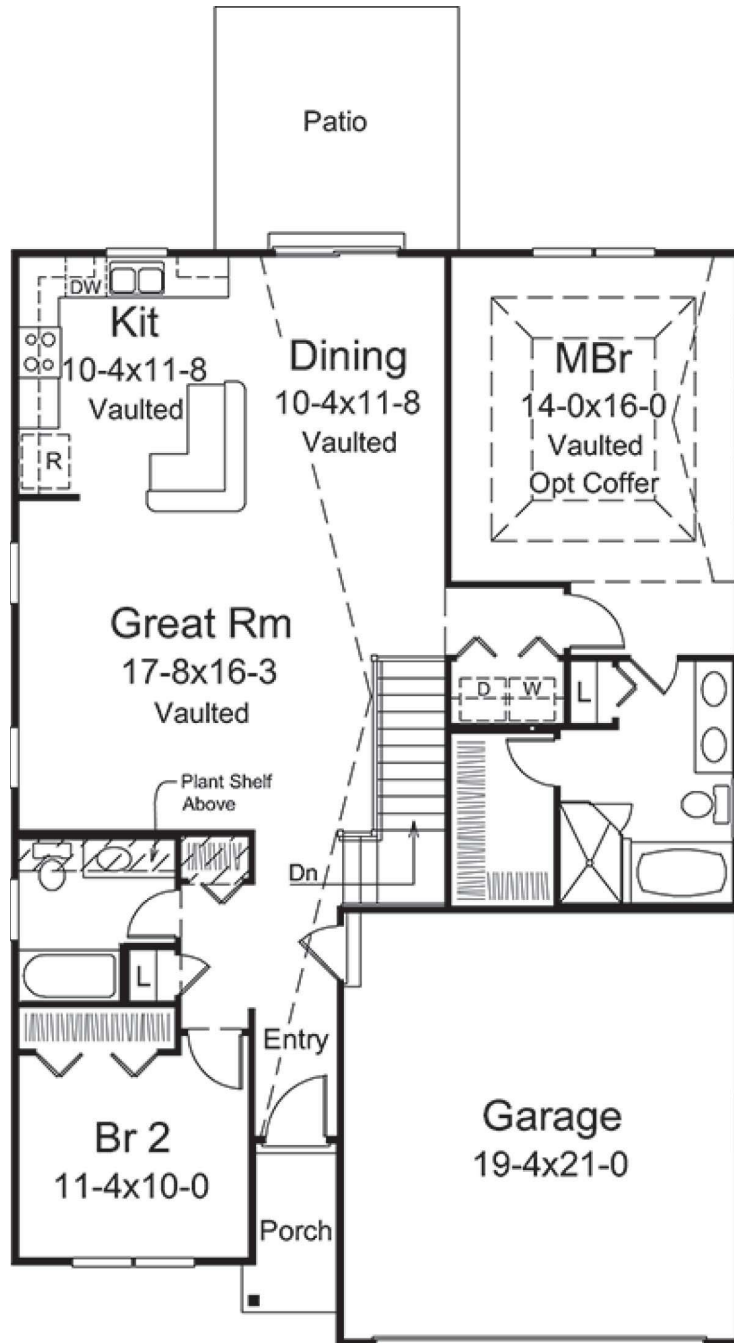 Patio
DW
Kit
10-4x11-8
Vaulted
R
Dining
10-4x11-8
Vaulted
MBr
14-0x16-0
Vaulted
Opt Coffer
Great Rm
17-8x16-3
Vaulted
D
W
L
Plant Shelf
Above
Dn
L
Entry
Br 2
11-4x10-0
Garage
19-4x21-0
Porch